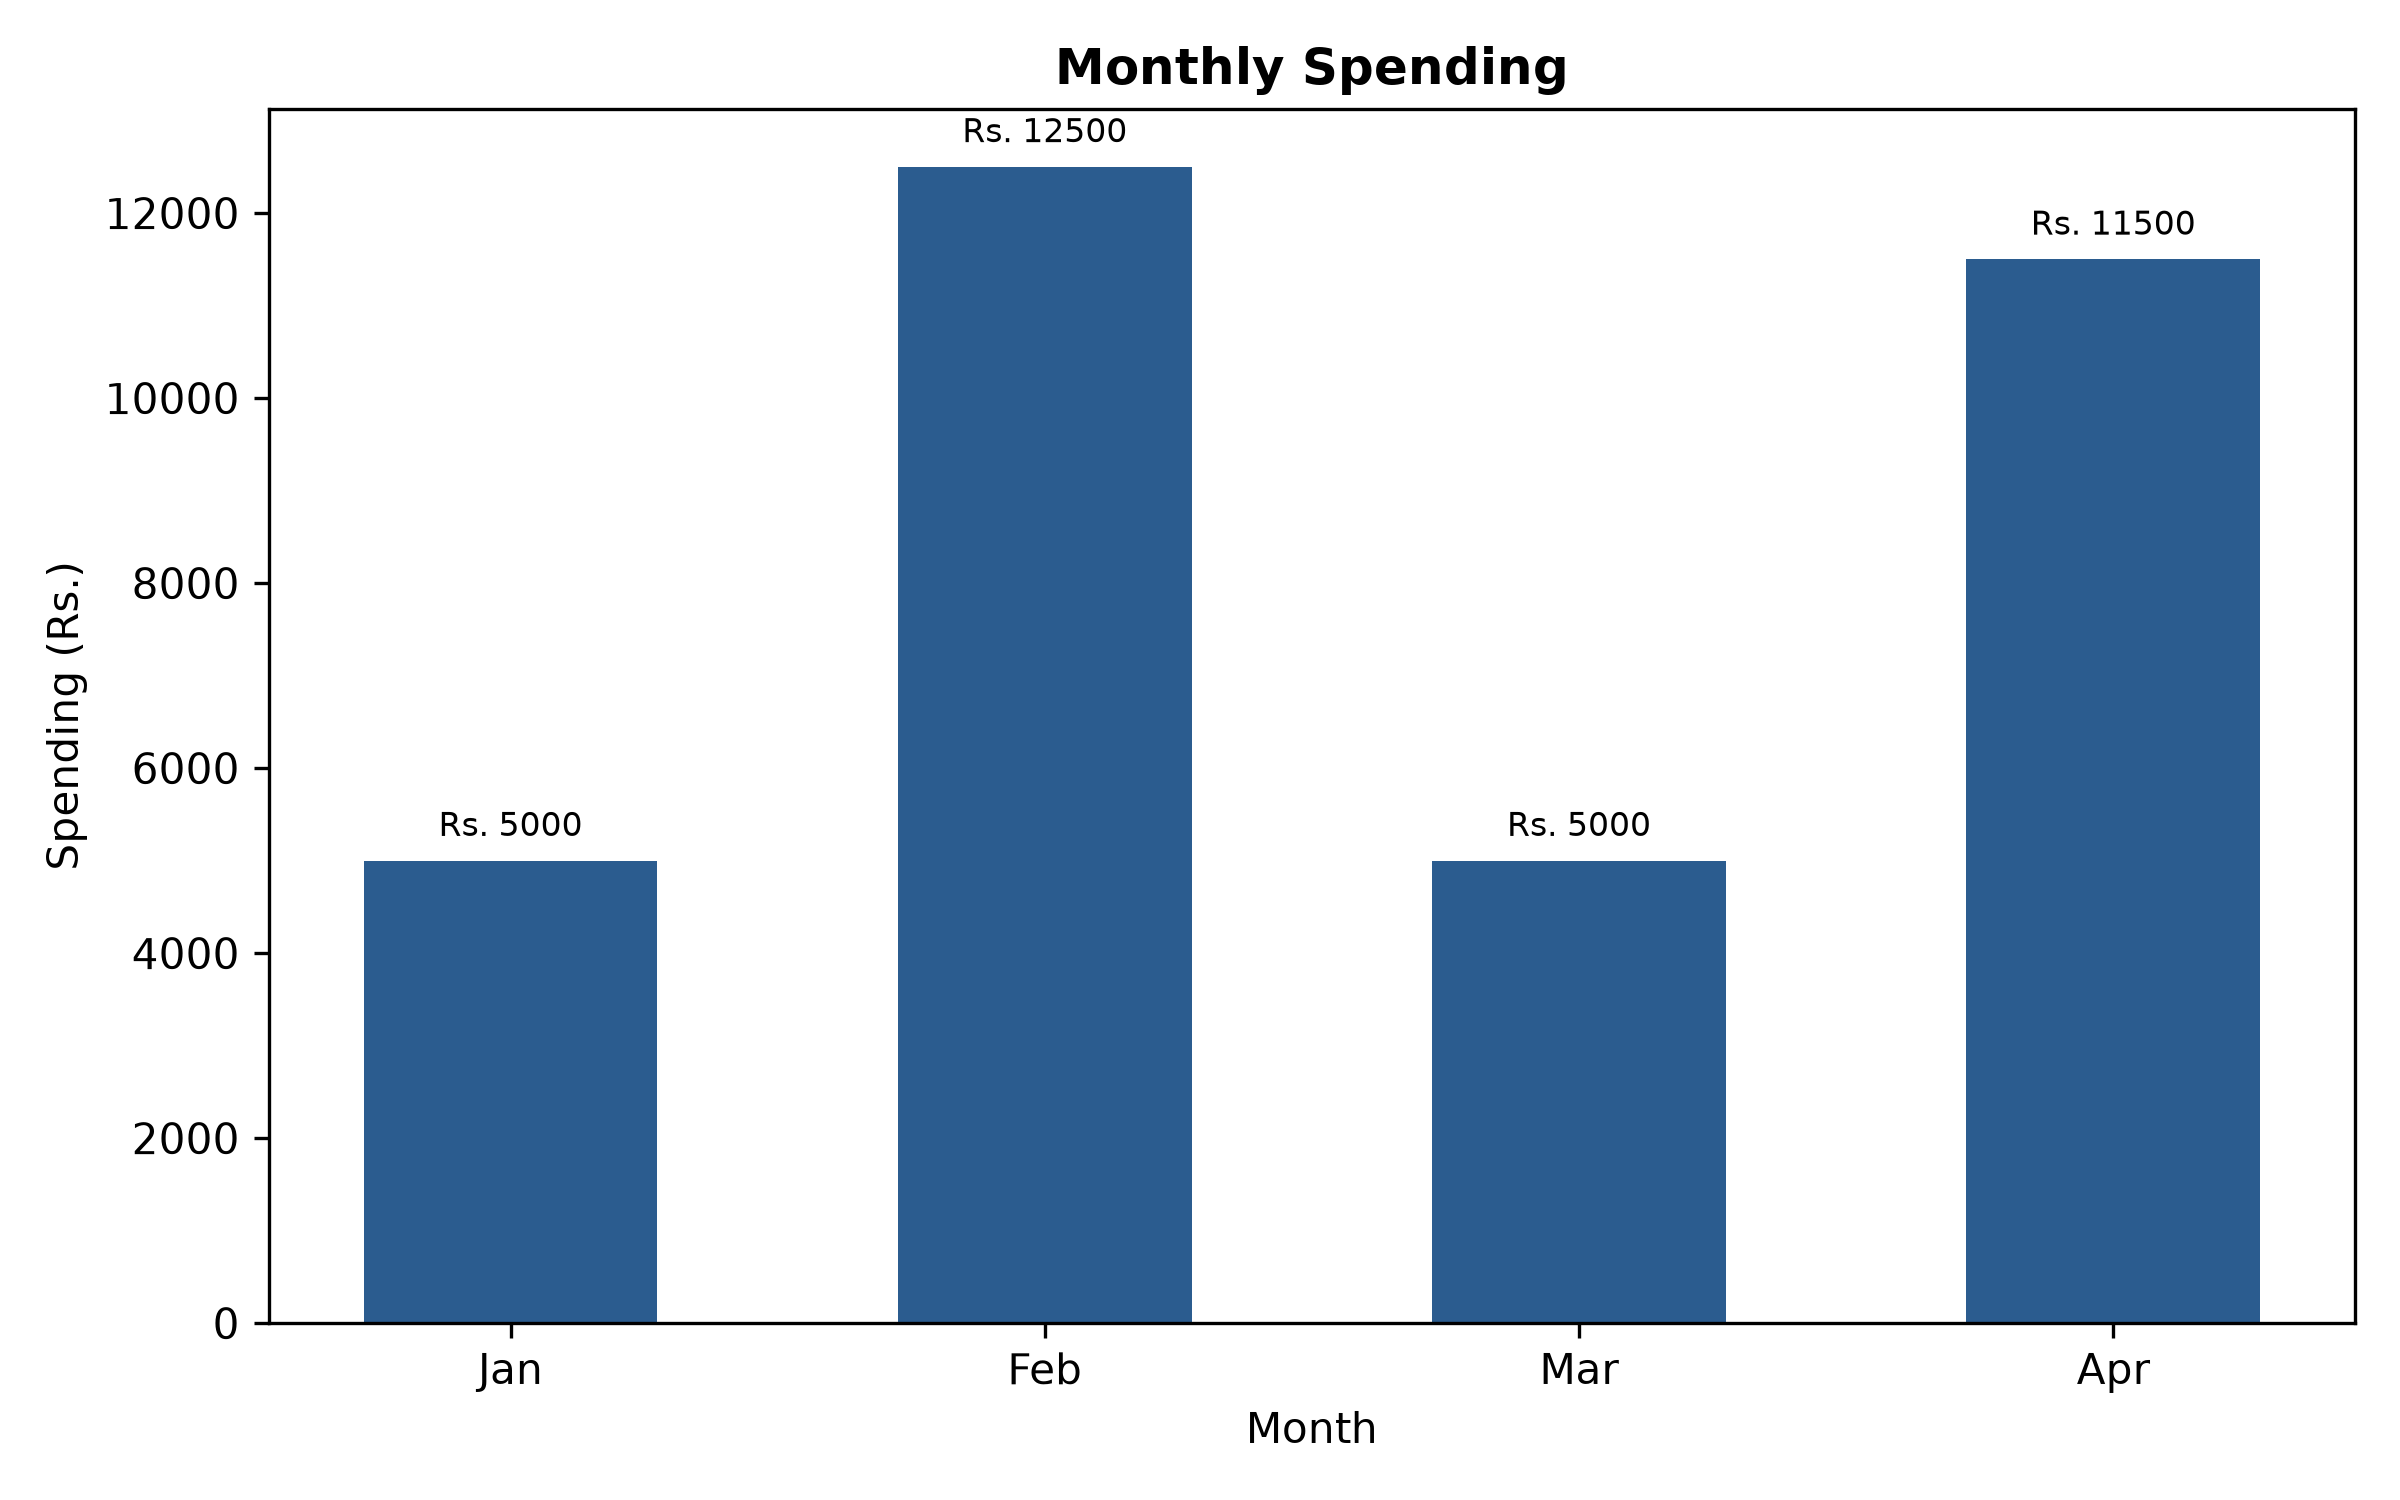 Monthly Spending
Rs. 12500
Rs. 11500
Rs. 5000
Rs. 5000
12000
10000
8000
6000
4000
2000
0
Spending (Rs.)
Jan
Feb
Mar
Apr
Month